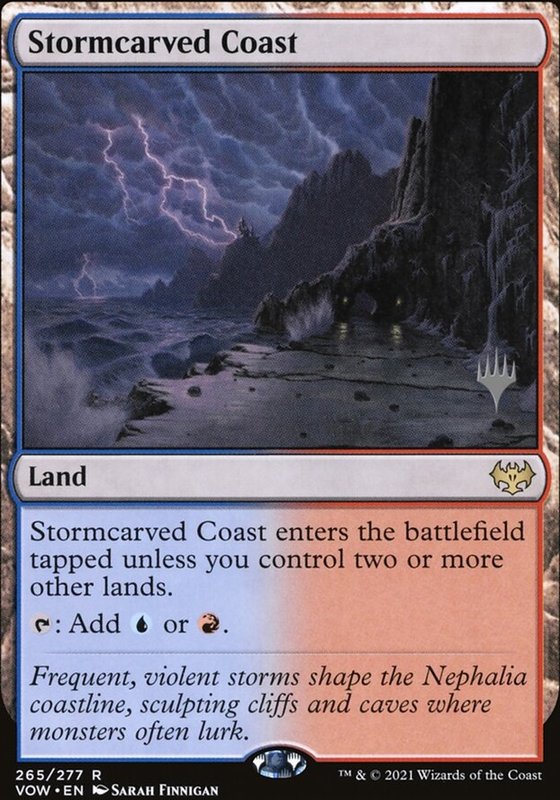 Stormcarved Coast
Land
Stormcarved Coast enters the battlefield
tapped unless you control two or more
other lands.
: Add or .
Frequent, violent storms shape the Nephalia
coastline, sculpting cliffs and caves where
monsters often lurk.
265/277 R
VOW • EN Sarah Finnigan
™ & © 2021 Wizards of the Coast